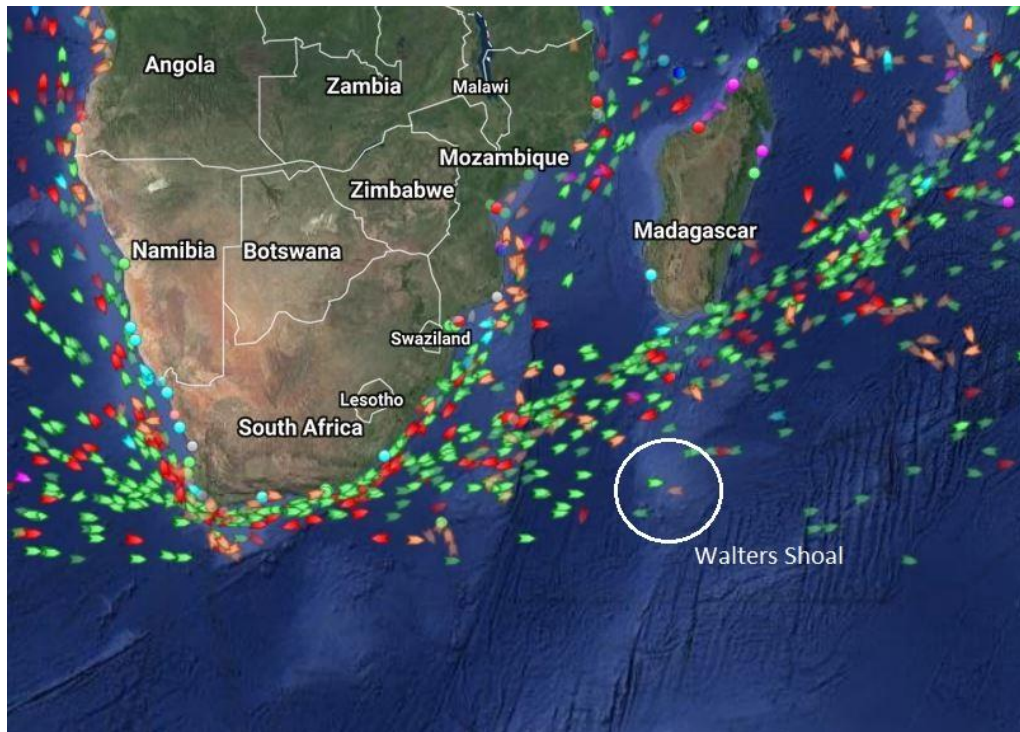 Angola
Zambia
Malawi
Mozambique
Zimbabwe
Madagascar
Namibia
Botswana
Swaziland
Lesotho
South Africa
Walters Shoal